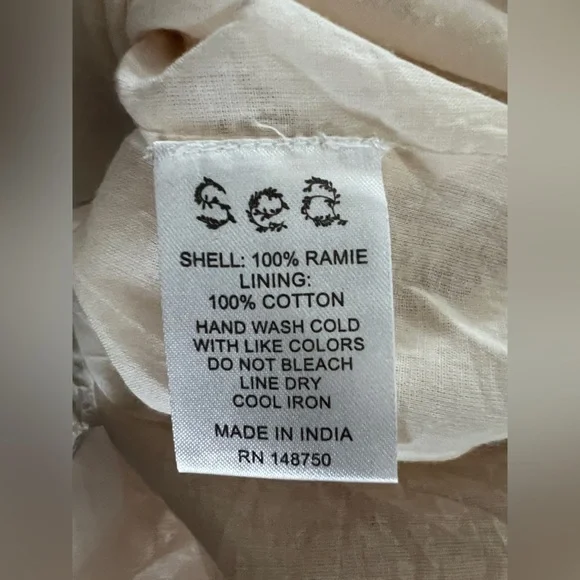 Sea
SHELL: 100% RAMIE
LINING:
100% COTTON
HAND WASH COLD
WITH LIKE COLORS
DO NOT BLEACH
LINE DRY
COOL IRON
MADE IN INDIA
RN 148750